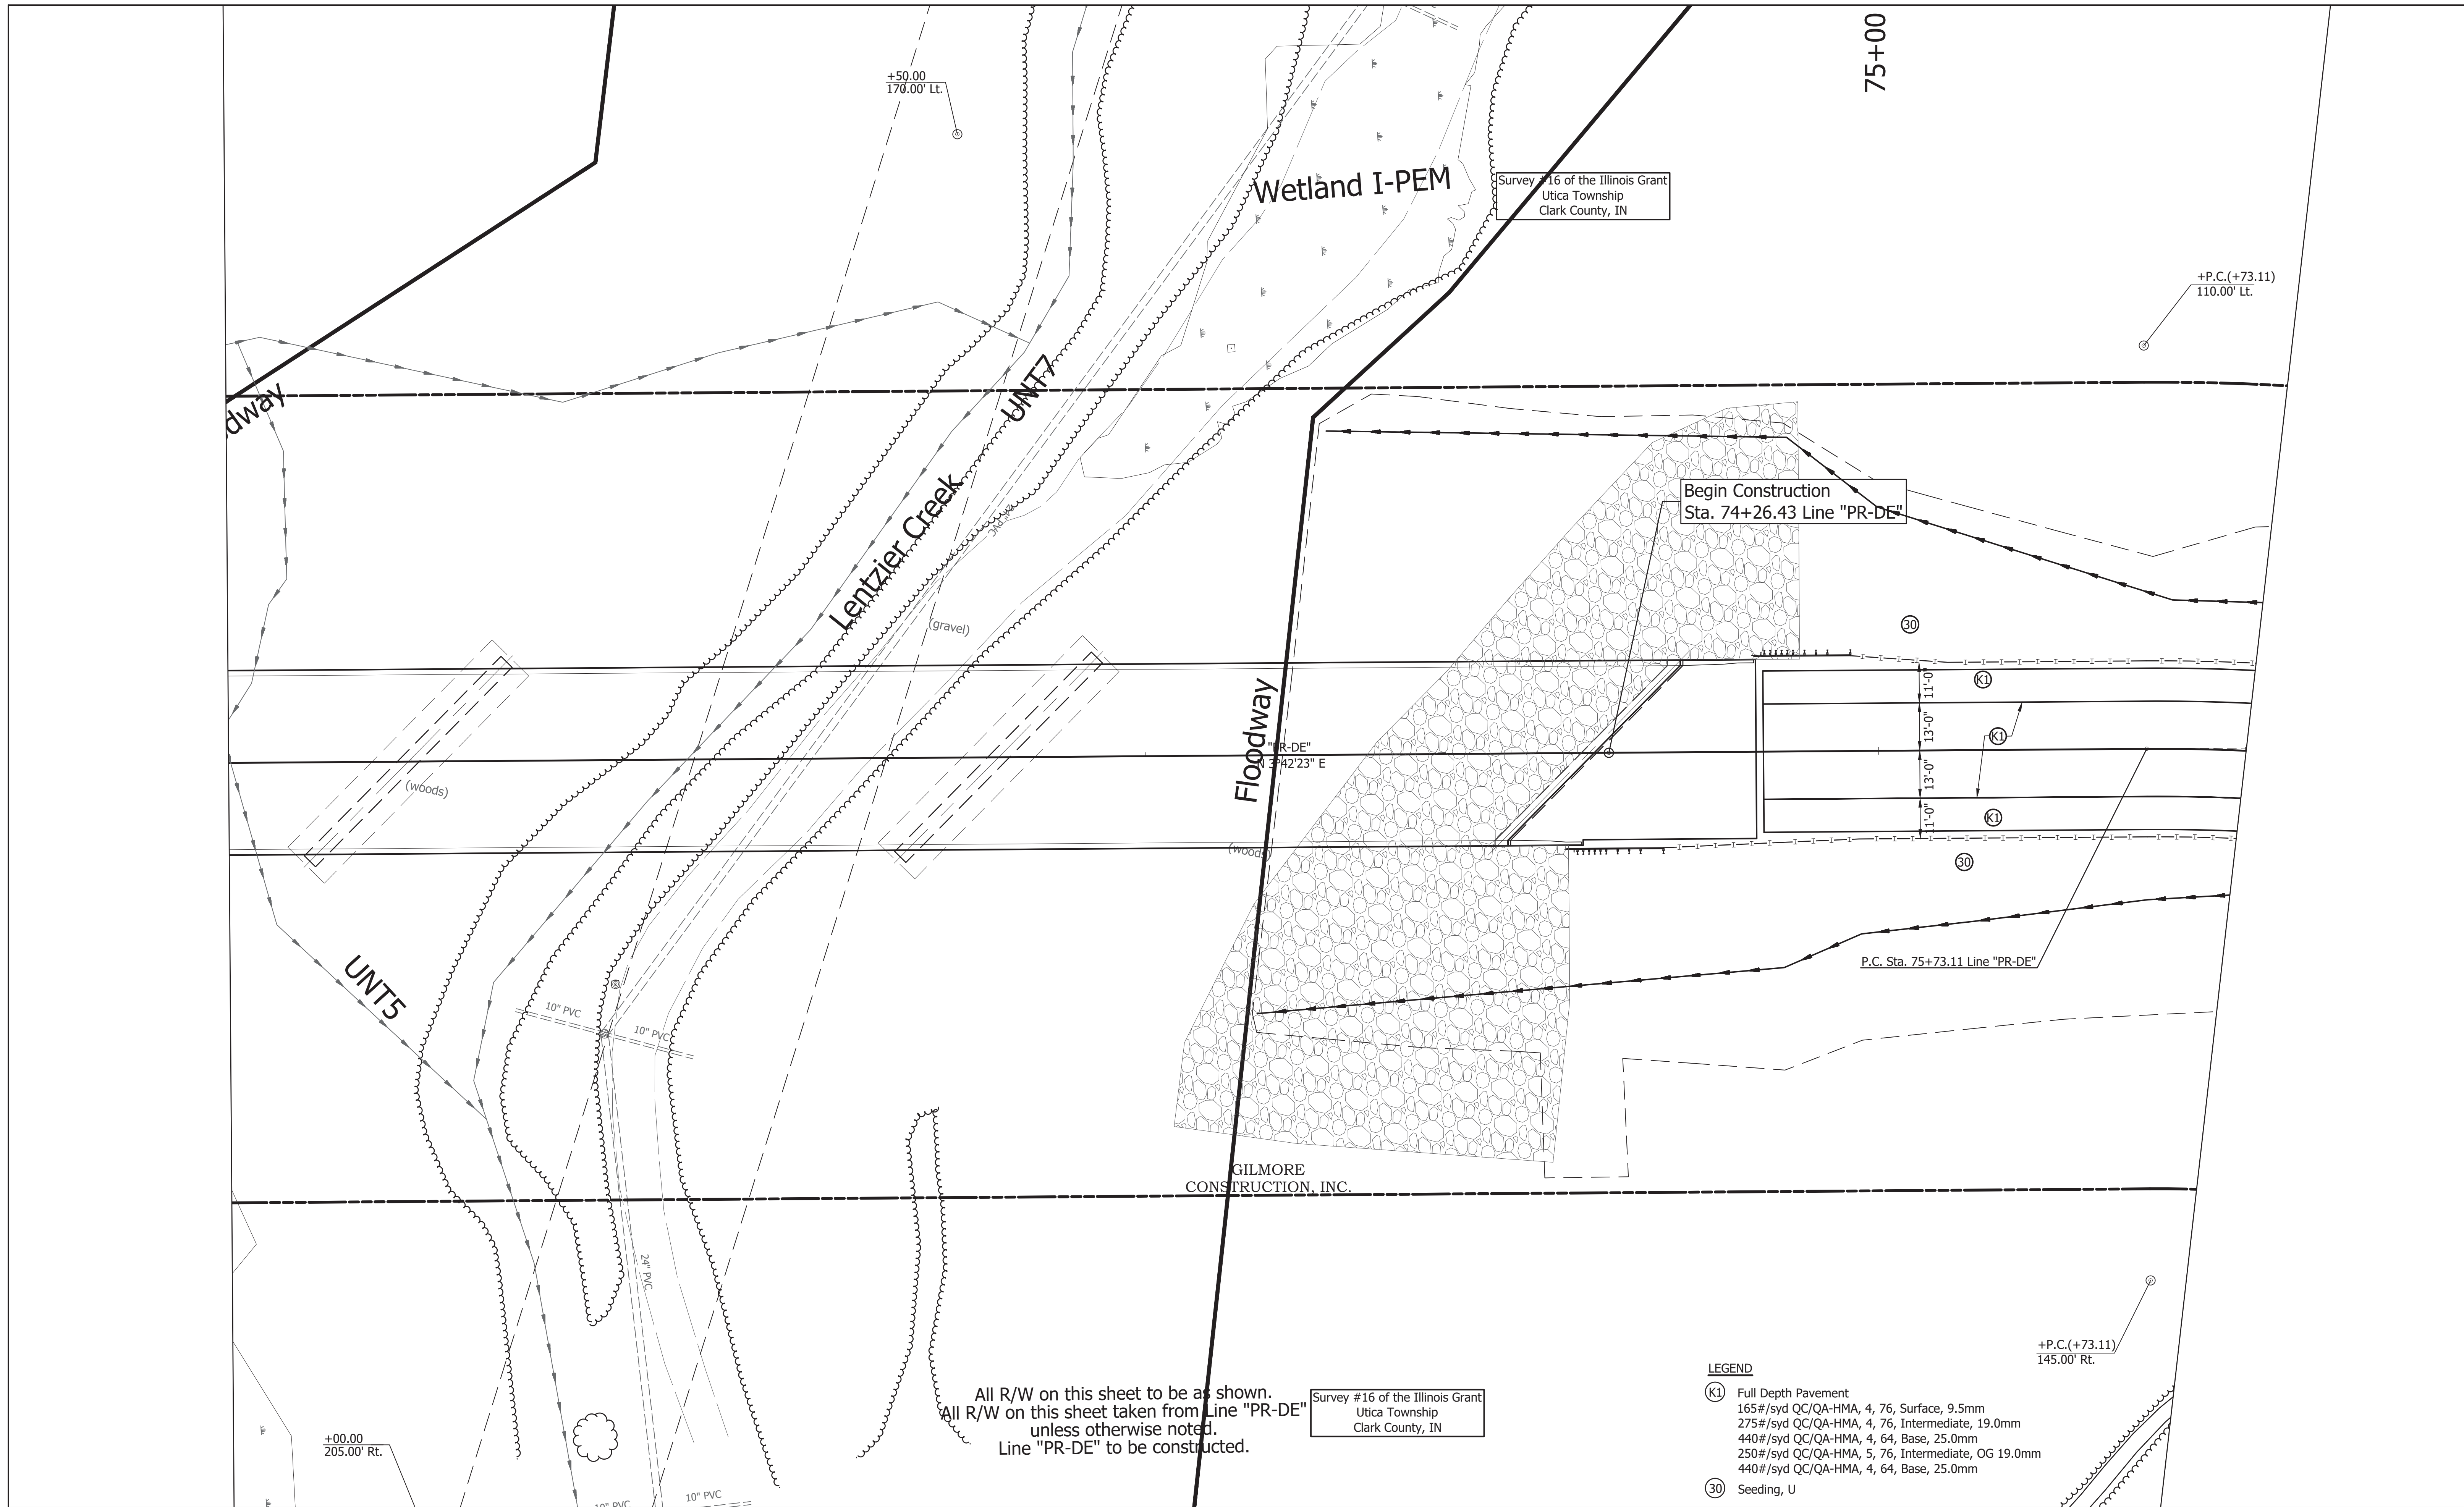 75+00
+50.00
170.00' Lt.
Wetland I-PEM
Survey #16 of the Illinois Grant
Utica Township
Clark County, IN
+P.C.(+73.11)
110.00' Lt.
UNT7
Begin Construction
Sta. 74+26.43 Line "PR-DE"
PVC
Lentzier Creek
(gravel)
30
K1
11'-0"
13'-0"
K1
Floodway
"PR-DE"
N 3°42'23" E
(woods)
13'-0"
11'-0"
K1
(woods)
30
P.C. Sta. 75+73.11 Line "PR-DE"
UNT5
10" PVC
10" PVC
GILMORE
CONSTRUCTION, INC.
24" PVC
+P.C.(+73.11)
145.00' Rt.
All R/W on this sheet to be as shown.
All R/W on this sheet taken from Line "PR-DE"
unless otherwise noted.
Line "PR-DE" to be constructed.
Survey #16 of the Illinois Grant
Utica Township
Clark County, IN
+00.00
205.00' Rt.
10" PVC
10" PVC
LEGEND
K1 Full Depth Pavement
165#/syd QC/QA-HMA, 4, 76, Surface, 9.5mm
275#/syd QC/QA-HMA, 4, 76, Intermediate, 19.0mm
440#/syd QC/QA-HMA, 4, 64, Base, 25.0mm
250#/syd QC/QA-HMA, 5, 76, Intermediate, OG 19.0mm
440#/syd QC/QA-HMA, 4, 64, Base, 25.0mm
30 Seeding, U